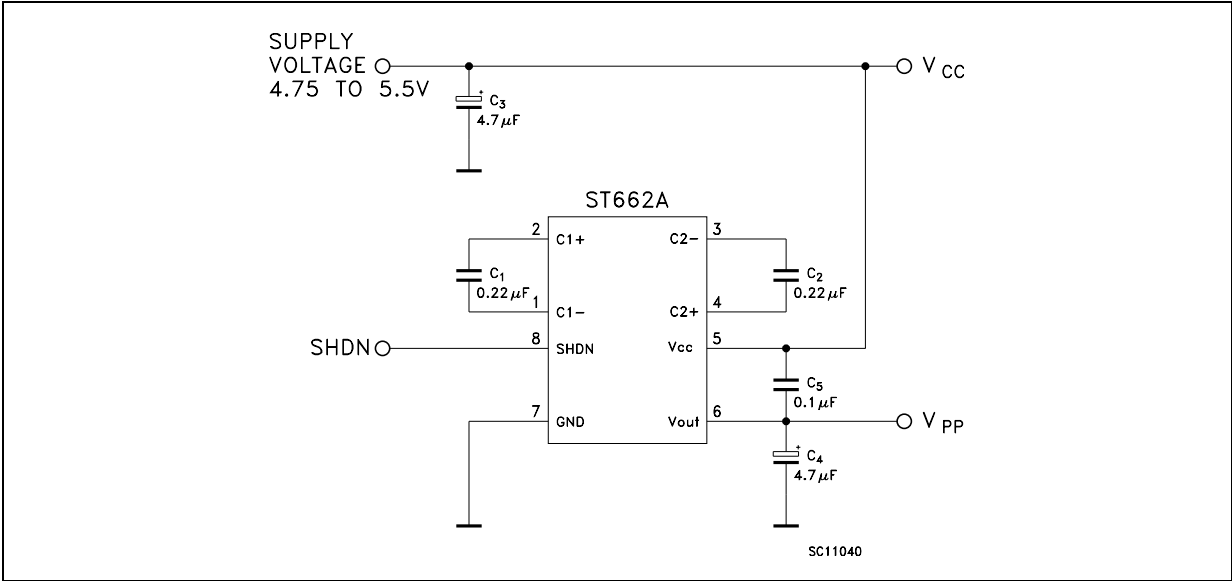 SUPPLY
VOLTAGE
4.75 TO 5.5V
V CC
+
C3
4.7μF
ST662A
2
C1+
C2-
3
C1
0.22μF
C2
0.22μF
1
C1-
C2+
4
SHDN
8
SHDN
Vcc
5
C5
0.1μF
7
GND
Vout
6
V PP
+
C4
4.7μF
SC11040